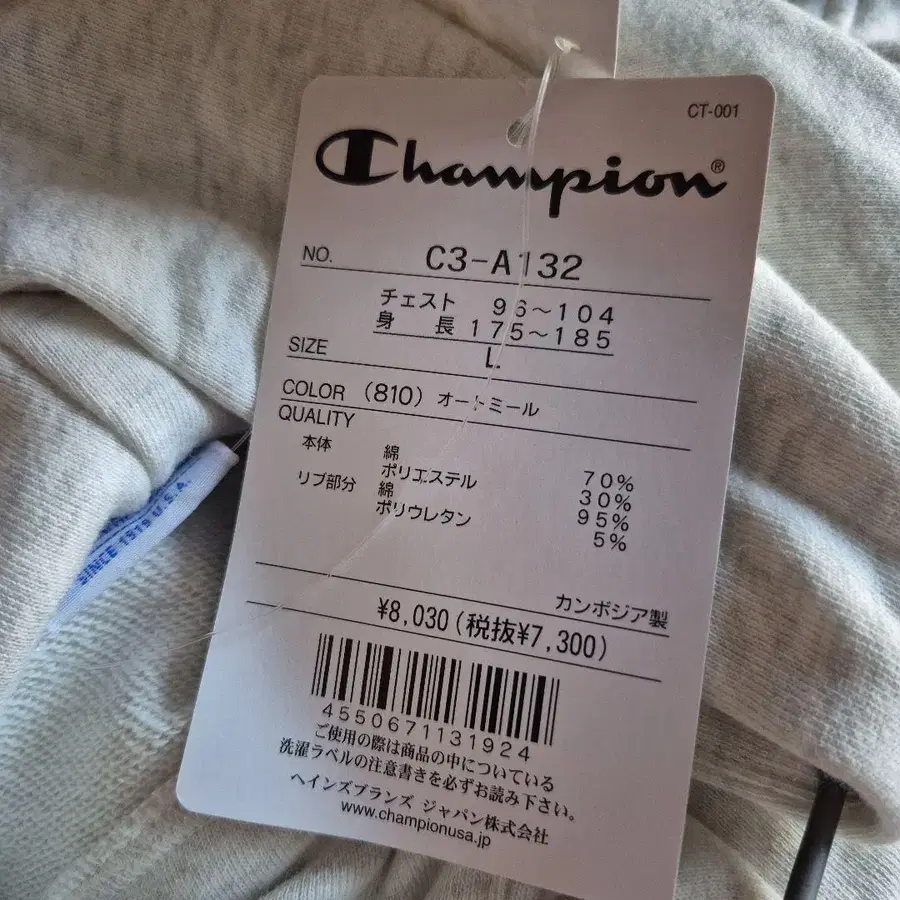 CT-001
Champion®
NO. C3-A132
チェスト 96~104
身 長 175~185
SIZE L
COLOR (810) オートミール
QUALITY
本体 綿 70%
ポリエステル 30%
リブ部分 綿 95%
ポリウレタン 5%
カンボジア製
¥8,030(税抜¥7,300)
4550671131924
ご使用の際は商品の中についている
洗濯ラベルの注意書きを必ずお読み下さい。
ヘインズブランズ ジャパン株式会社
www.championusa.jp
SINCE 1919 U.S.A.